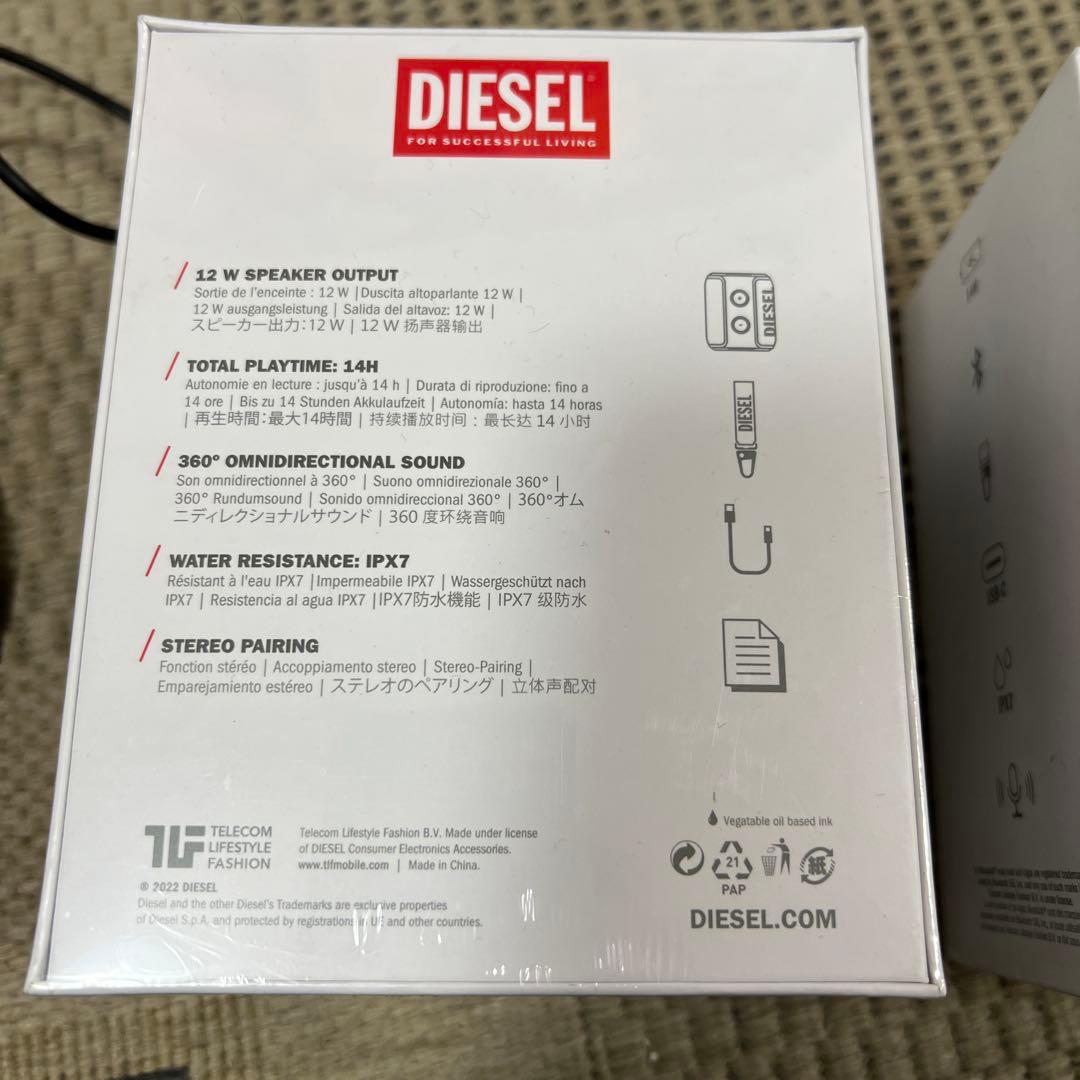 DIESEL
FOR SUCCESSFUL LIVING
12 W SPEAKER OUTPUT
Sortie de l'enceinte : 12 W | Duscita altoparlante 12 W |
12 W ausgangsleistung | Salida del altavoz: 12 W |
スピーカー出力：12 W | 12 W 扬声器输出
TOTAL PLAYTIME: 14H
Autonomie en lecture : jusqu'à 14 h | Durata di riproduzione: fino a
14 ore | Bis zu 14 Stunden Akkulaufzeit | Autonomía: hasta 14 horas
| 再生時間：最大14時間 | 持续播放时间：最长达 14 小时
360º OMNIDIRECTIONAL SOUND
Son omnidirectionnel à 360° | Suono omnidirezionale 360° |
360° Rundumsound | Sonido omnidireccional 360° | 360°オム
ニディレクショナルサウンド | 360 度环绕音响
WATER RESISTANCE: IPX7
Résistant à l'eau IPX7 | Impermeabile IPX7 | Wassergeschützt nach
IPX7 | Resistencia al agua IPX7 | IPX7防水機能 | IPX7 级防水
STEREO PAIRING
Fonction stéréo | Accoppiamento stereo | Stereo-Pairing |
Emparejamiento estéreo | ステレオのペアリング | 立体声配对
DIESEL
DIESEL
TELECOM
LIFESTYLE
FASHION
Telecom Lifestyle Fashion B.V. Made under license
of DIESEL Consumer Electronics Accessories.
www.tlfmobile.com | Made in China.
® 2022 DIESEL
Diesel and the other Diesel's Trademarks are exclusive properties
of Diesel S.p.A. and protected by registrations in UE and other countries.
Vegatable oil based ink
21
PAP
紙
DIESEL.COM
USB-C
IPX7